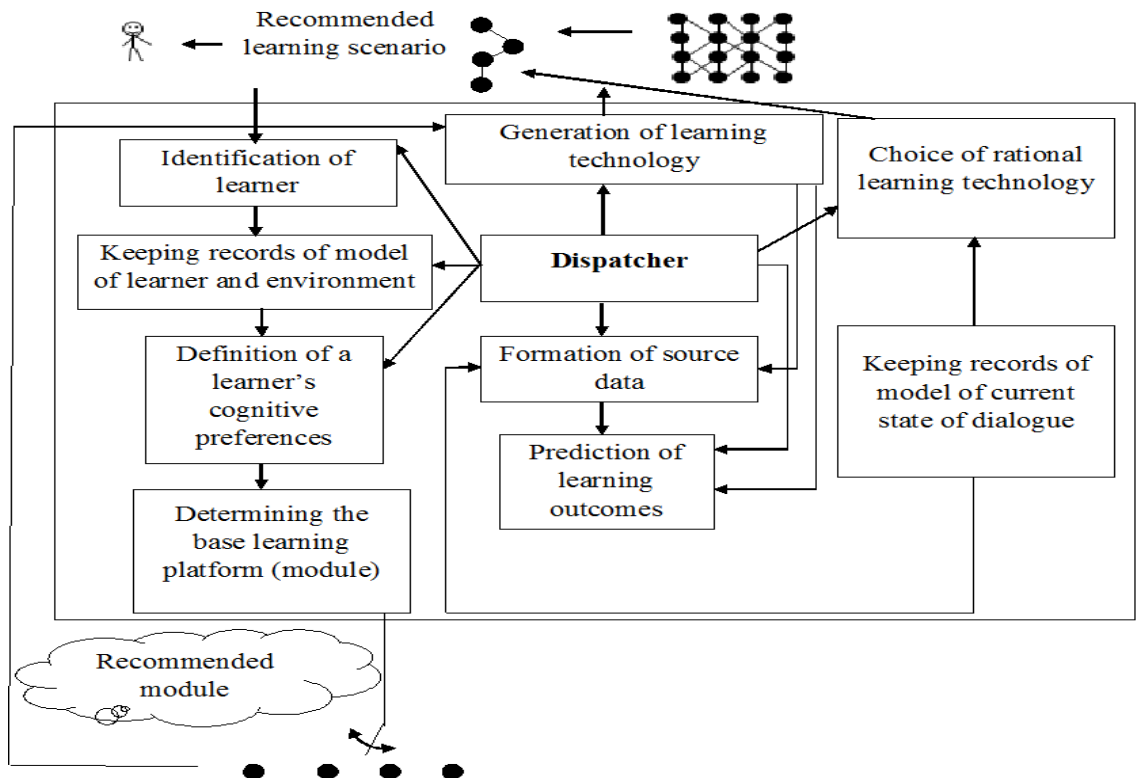 Recommended
learning scenario
Generation of learning
technology
Choice of rational
learning technology
Identification of
learner
Keeping records of model
of learner and environment
Dispatcher
Definition of a
learner’s
cognitive
preferences
Formation of source
data
Keeping records of
model of current
state of dialogue
Prediction of
learning
outcomes
Determining the
base learning
platform (module)
Recommended
module